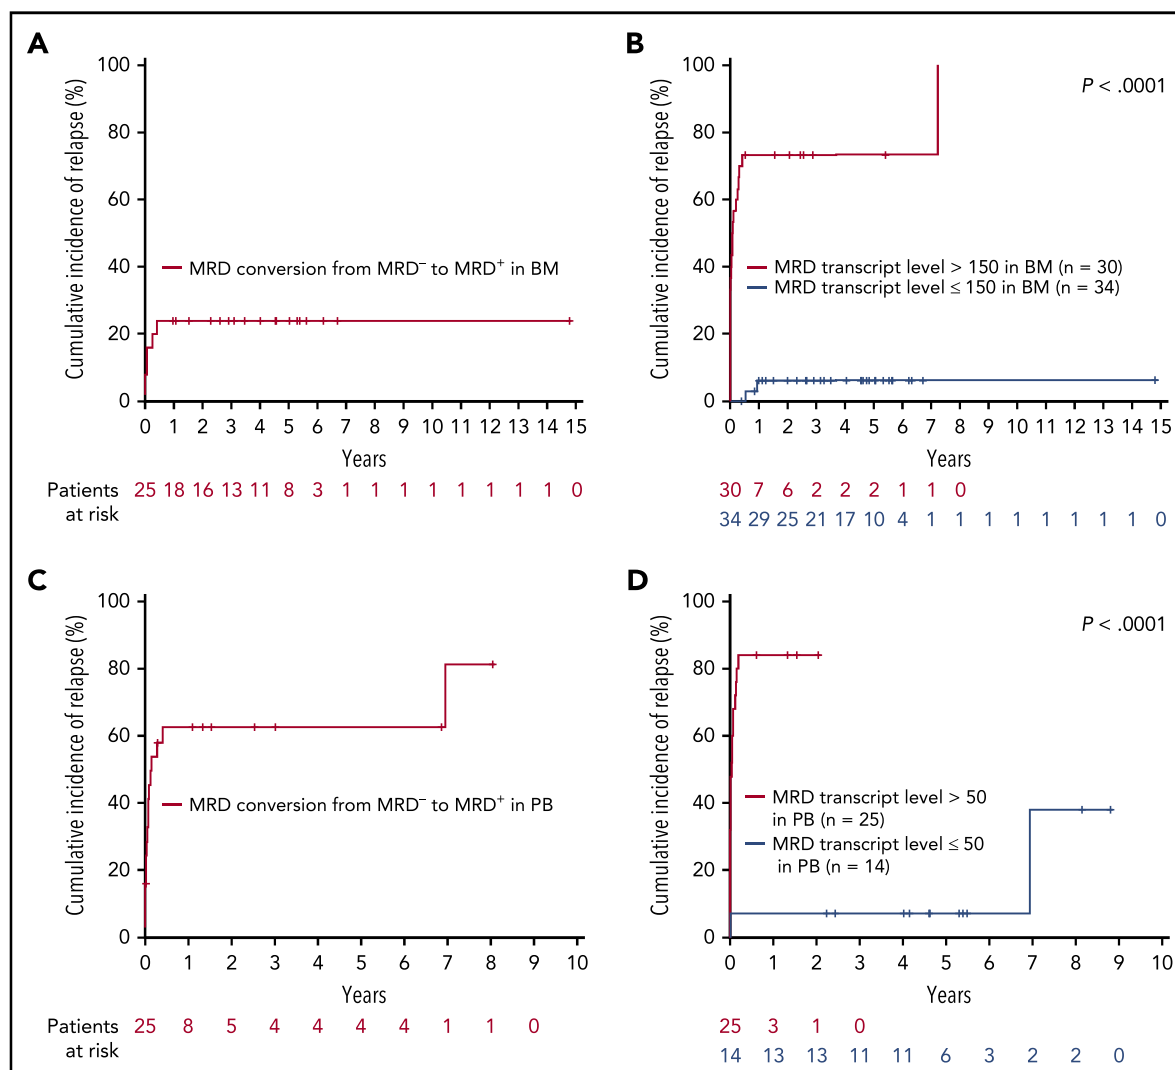 A
Cumulative incidence of relapse (%)
100
80
60
40
20
0
MRD conversion from MRD⁻ to MRD⁺ in BM
0 1 2 3 4 5 6 7 8 9 10 11 12 13 14 15
Years
Patients at risk
25 18 16 13 11 8 3 1 1 1 1 1 1 1 1 0
B
P < .0001
Cumulative incidence of relapse (%)
100
80
60
40
20
0
MRD transcript level > 150 in BM (n = 30)
MRD transcript level ≤ 150 in BM (n = 34)
0 1 2 3 4 5 6 7 8 9 10 11 12 13 14 15
Years
30 7 6 2 2 2 1 1 0
34 29 25 21 17 10 4 1 1 1 1 1 1 1 1 0
C
Cumulative incidence of relapse (%)
100
80
60
40
20
0
MRD conversion from MRD⁻ to MRD⁺ in PB
0 1 2 3 4 5 6 7 8 9 10
Years
Patients at risk
25 8 5 4 4 4 4 1 1 0
D
P < .0001
Cumulative incidence of relapse (%)
100
80
60
40
20
0
MRD transcript level > 50
in PB (n = 25)
MRD transcript level ≤ 50
in PB (n = 14)
0 1 2 3 4 5 6 7 8 9 10
Years
25 3 1 0
14 13 13 11 11 6 3 2 2 0